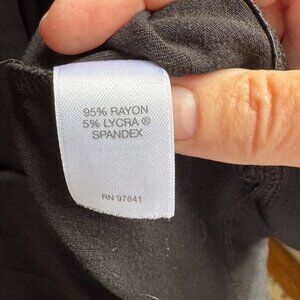 95% RAYON
5% LYCRA ®
SPANDEX
RN 97641